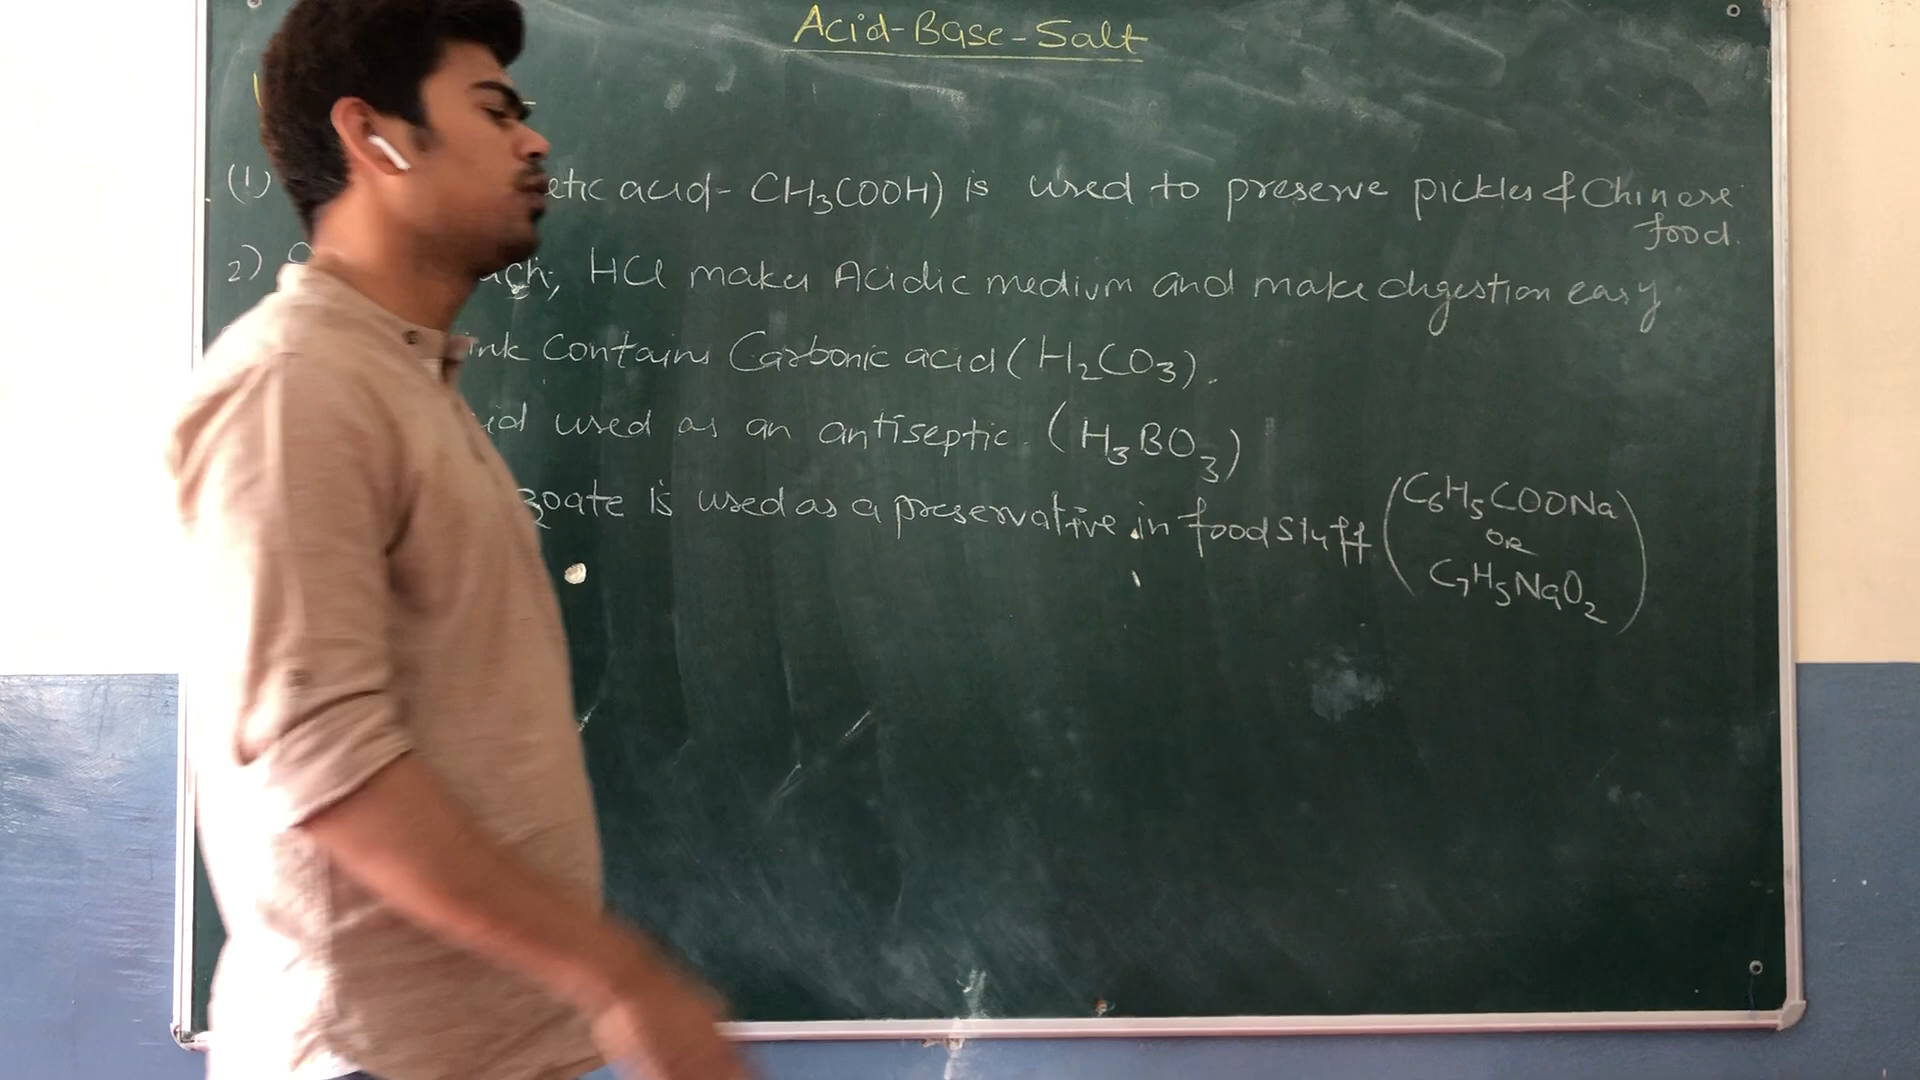 Acid-Base-Salt
(1) etic acid- CH₃COOH) is used to preserve pickles & Chinese
food.
2) ach, HCl makes Acidic medium and make digestion easy
ink contains Carbonic acid (H₂CO₃).
id used as an antiseptic. (H₃BO₃)
zoate is used as a preservative in food stuff (C₆H₅COONa
OR
C₇H₅NaO₂)